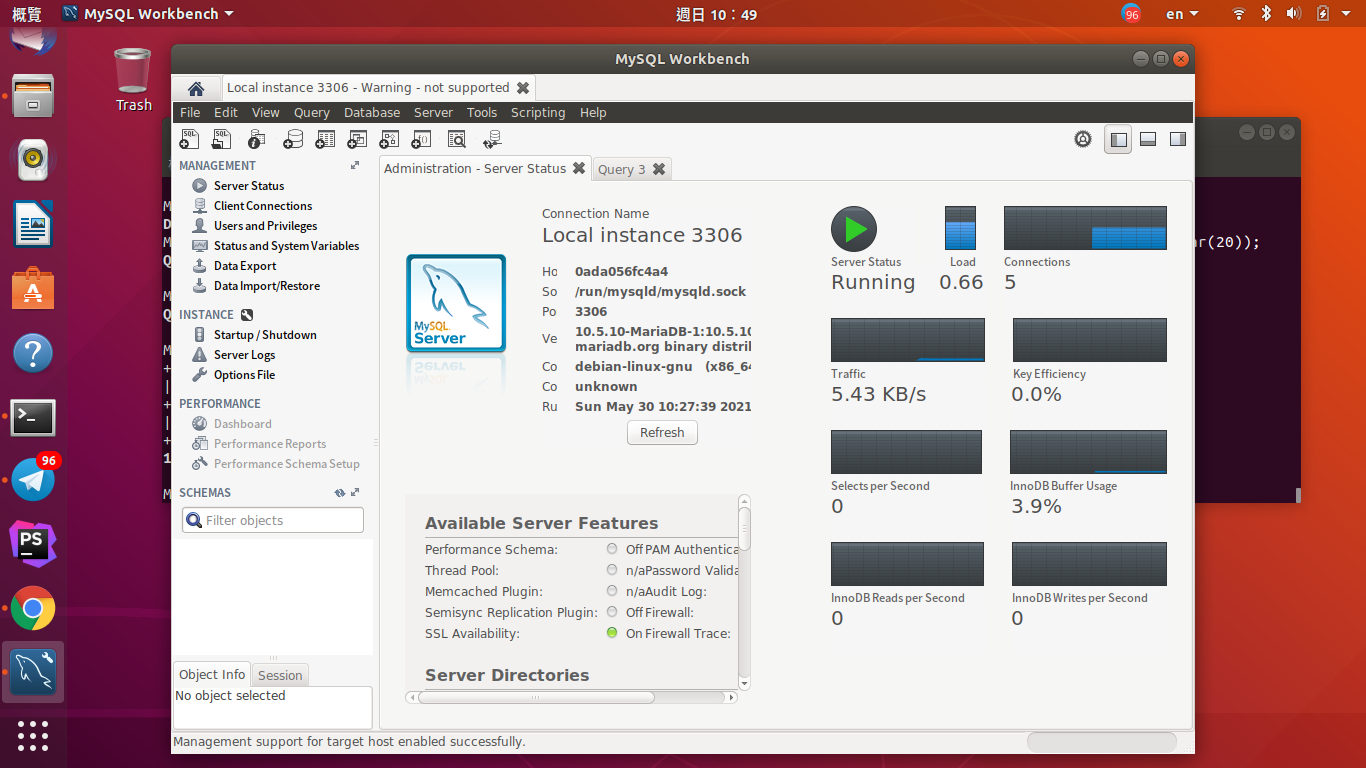 概覽
MySQL Workbench
週日 10：49
96
en
Trash
MySQL Workbench
Local instance 3306 - Warning - not supported
File Edit View Query Database Server Tools Scripting Help
MANAGEMENT
Server Status
Client Connections
Users and Privileges
Status and System Variables
Data Export
Data Import/Restore
INSTANCE
Startup / Shutdown
Server Logs
Options File
PERFORMANCE
Dashboard
Performance Reports
Performance Schema Setup
SCHEMAS
Filter objects
Object Info Session
No object selected
Administration - Server Status
Query 3
Connection Name
Local instance 3306
MySQL
Server
Ho 0ada056fc4a4
So /run/mysqld/mysqld.sock
Po 3306
Ve 10.5.10-MariaDB-1:10.5.10
mariadb.org binary distri
Co debian-linux-gnu (x86_64
Co unknown
Ru Sun May 30 10:27:39 2021
Refresh
Available Server Features
Performance Schema: Off PAM Authentica
Thread Pool: n/a Password Valida
Memcached Plugin: n/a Audit Log:
Semisync Replication Plugin: Off Firewall:
SSL Availability: On Firewall Trace:
Server Directories
Server Status
Running
Load
0.66
Connections
5
Traffic
5.43 KB/s
Key Efficiency
0.0%
Selects per Second
0
InnoDB Buffer Usage
3.9%
InnoDB Reads per Second
0
InnoDB Writes per Second
0
ar(20));
96
PS
Management support for target host enabled successfully.